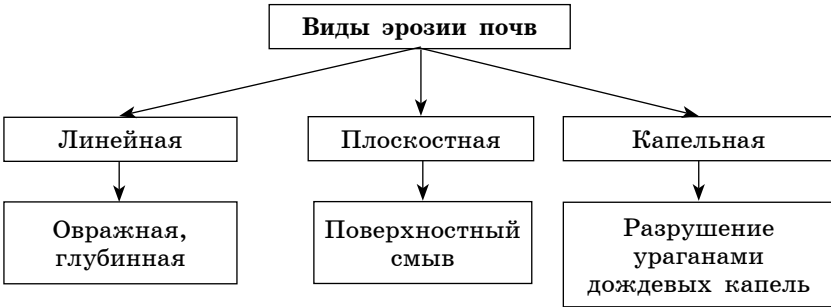 Виды эрозии почв
Линейная
Плоскостная
Капельная
Овражная,
глубинная
Поверхностный
смыв
Разрушение
ураганами
дождевых капель